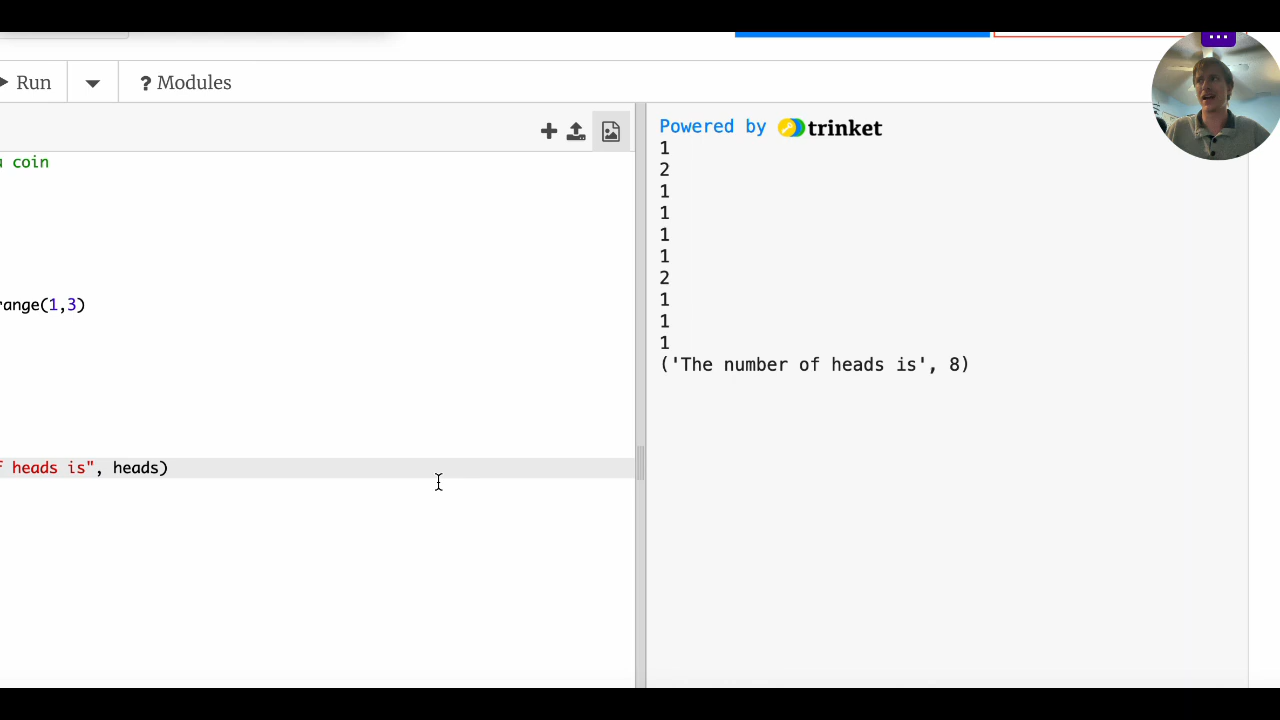 Run
? Modules
a coin
range(1,3)
f heads is", heads)
Powered by trinket
1
2
1
1
1
1
2
1
1
1
('The number of heads is', 8)